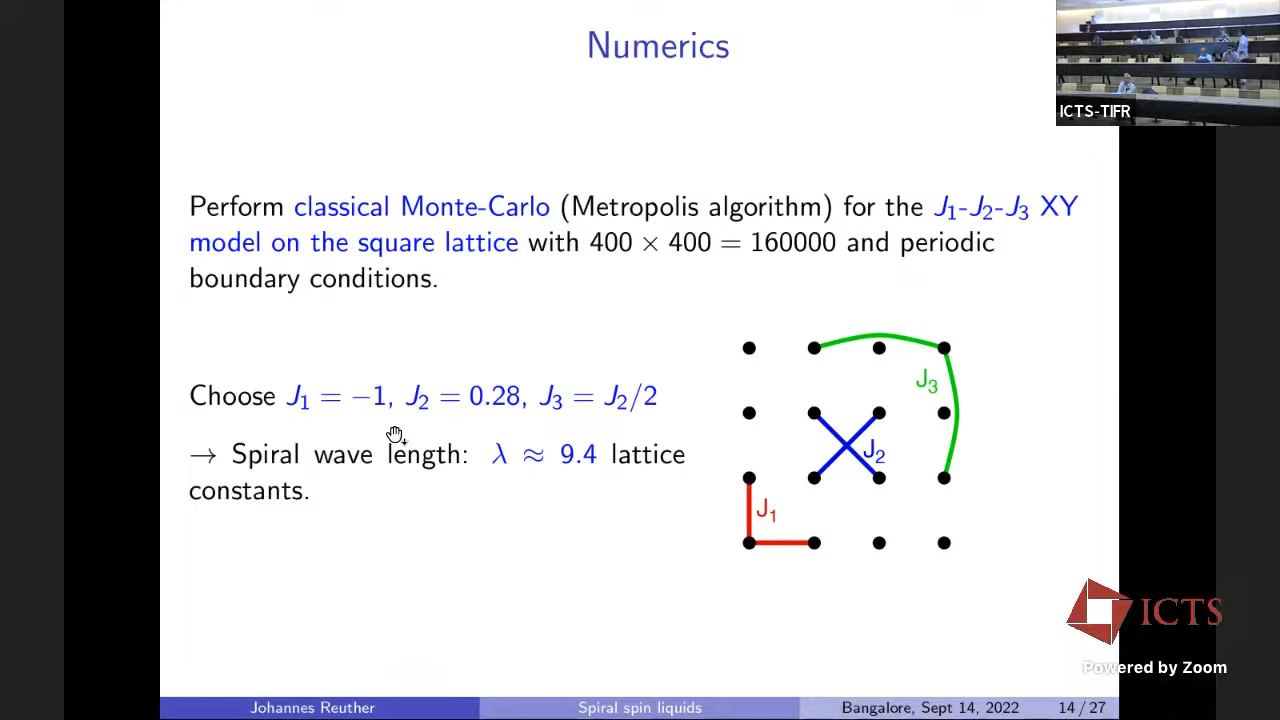 Numerics
ICTS-TIFR
Perform classical Monte-Carlo (Metropolis algorithm) for the J₁-J₂-J₃ XY
model on the square lattice with 400 × 400 = 160000 and periodic
boundary conditions.
Choose J₁ = −1, J₂ = 0.28, J₃ = J₂/2
→ Spiral wave length: λ ≈ 9.4 lattice
constants.
J₃
J₂
J₁
ICTS
Powered by Zoom
Johannes Reuther
Spiral spin liquids
Bangalore, Sept 14, 2022
14 / 27